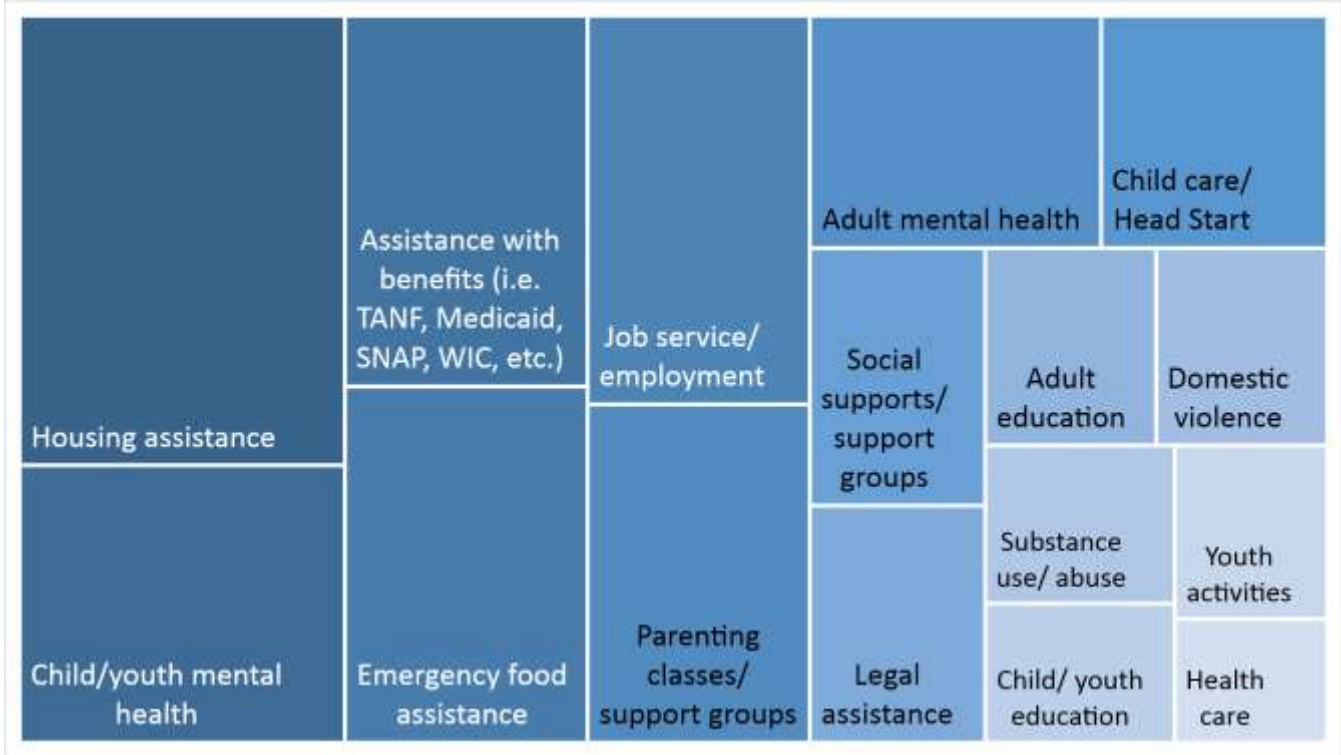 Housing assistance
Child/youth mental
health
Assistance with
benefits (i.e.
TANF, Medicaid,
SNAP, WIC, etc.)
Emergency food
assistance
Job service/
employment
Parenting
classes/
support groups
Adult mental health
Child care/
Head Start
Social
supports/
support
groups
Legal
assistance
Adult
education
Domestic
violence
Substance
use/ abuse
Youth
activities
Child/ youth
education
Health
care